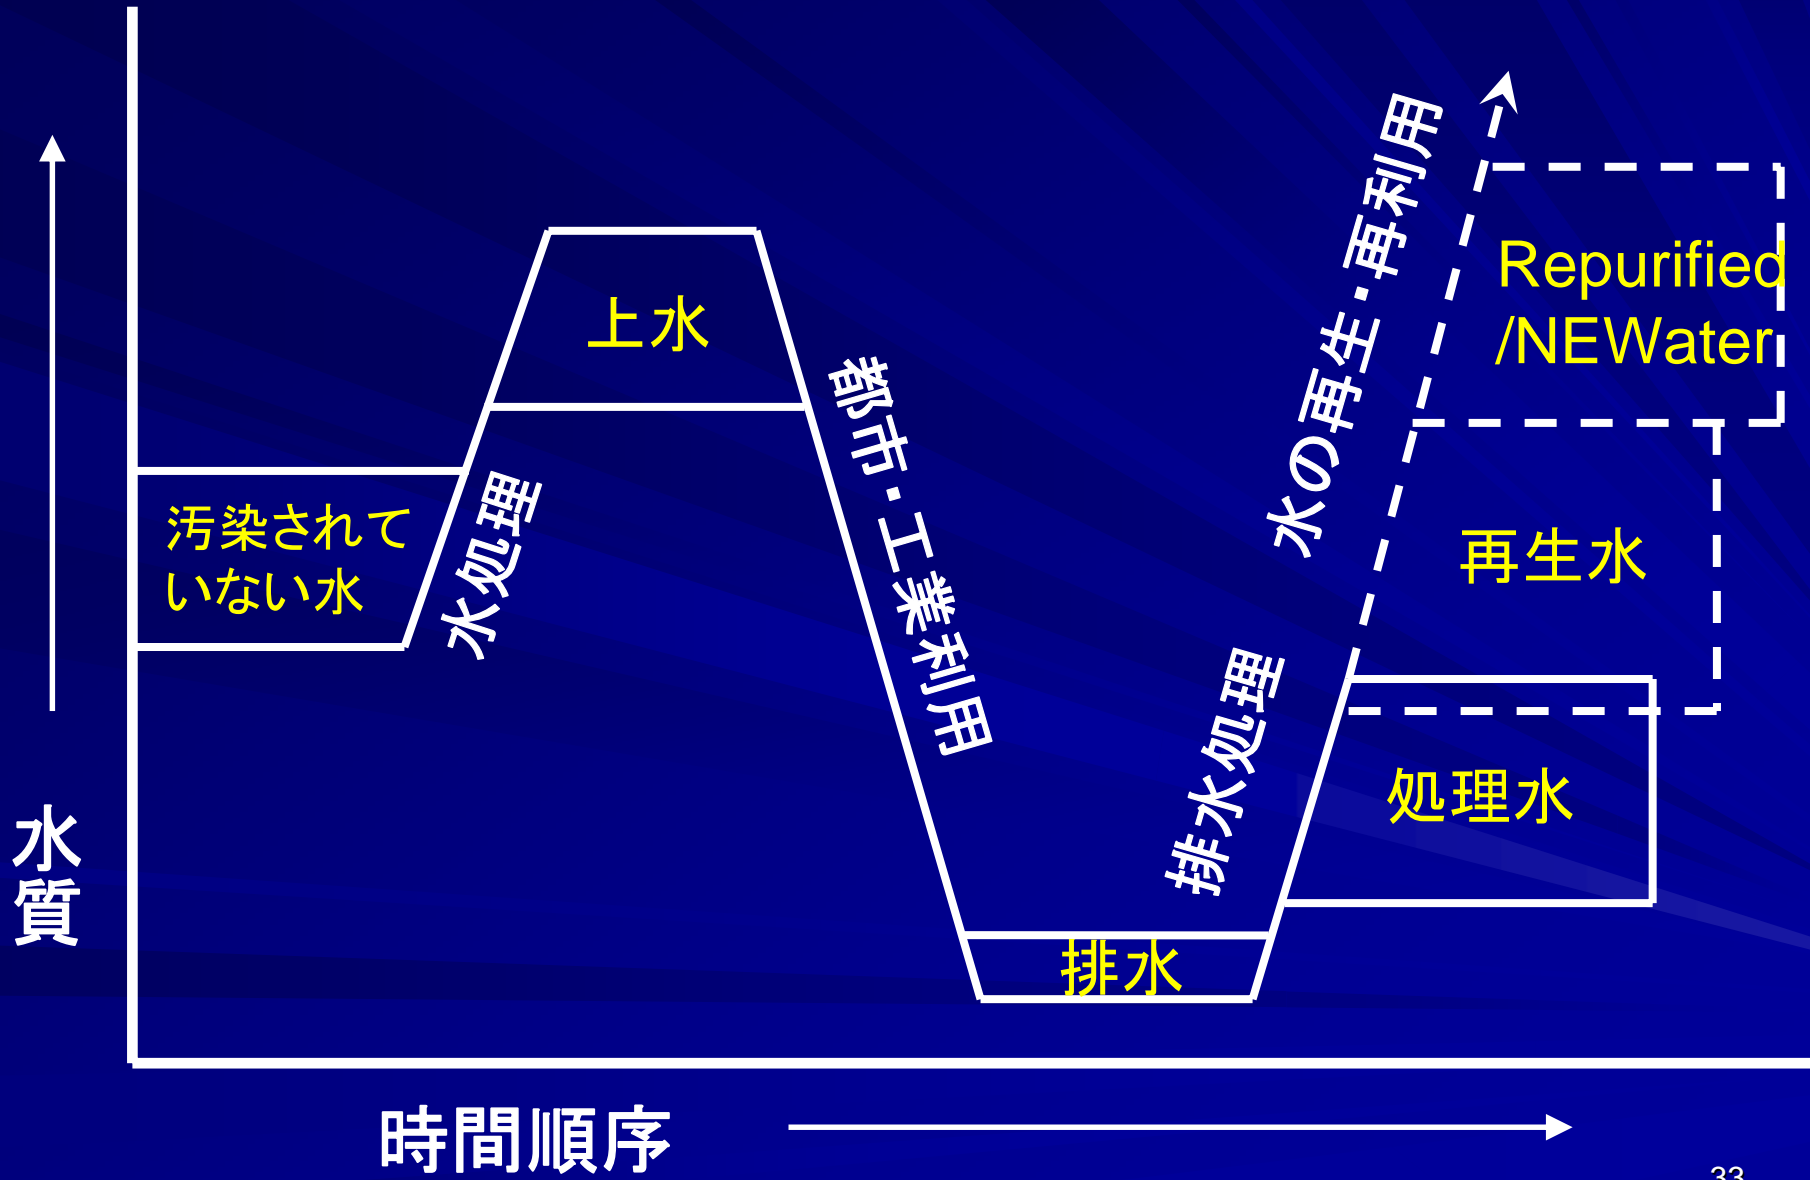 水の再生・再利用
Repurified
/NEWater
上水
都市・工業利用
汚染されて
いない水
水処理
再生水
排水処理
処理水
水質
排水
時間順序
33